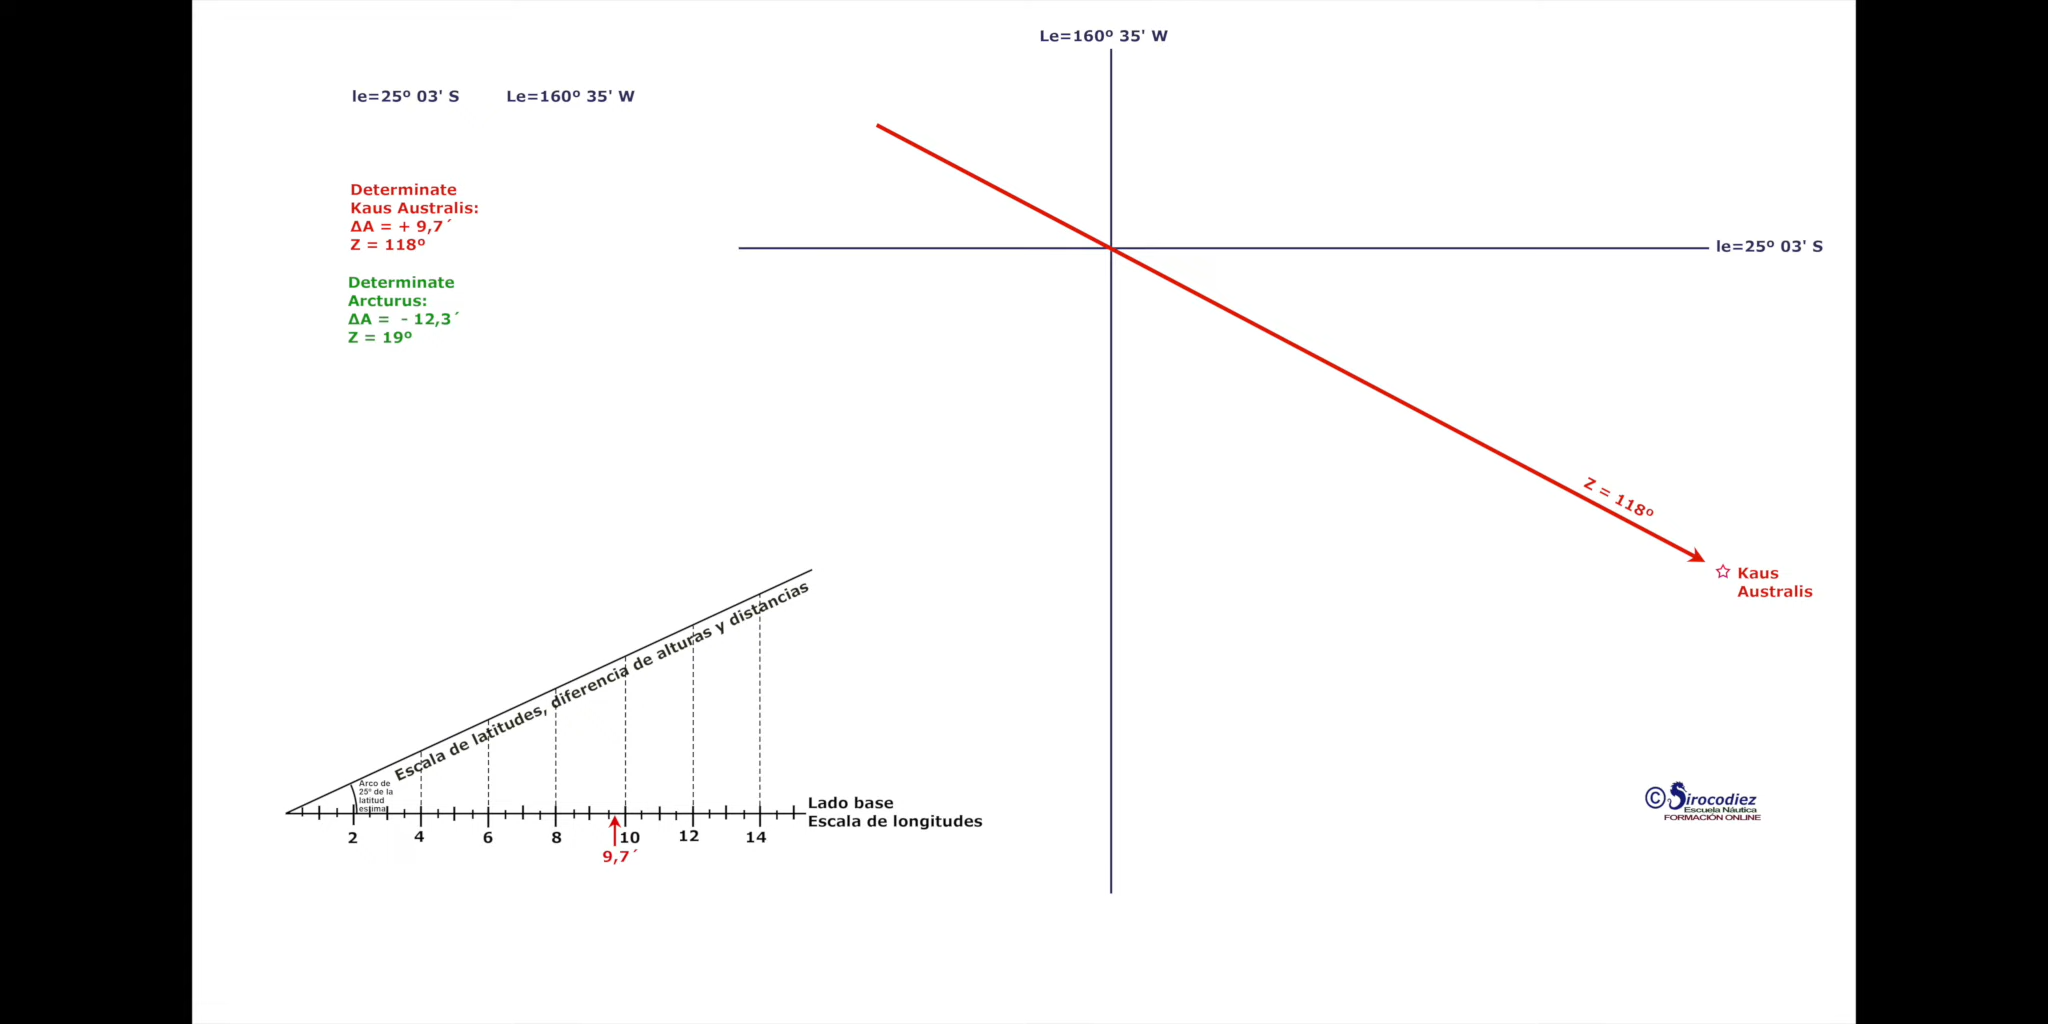 Le=160º 35' W
le=25º 03' S Le=160º 35' W
Determinate
Kaus Australis:
ΔA = + 9,7´
Z = 118º
le=25º 03' S
Determinate
Arcturus:
ΔA = - 12,3´
Z = 19º
Z = 118º
Kaus
Australis
Escala de latitudes, diferencia de alturas y distancias
Arco de
25º de la
latitud
estima
Lado base
Escala de longitudes
2 4 6 8 10 12 14
9,7´
© Sirocodiez
Escuela Náutica
FORMACIÓN ONLINE